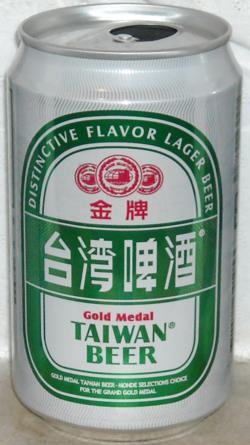 DISTINCTIVE FLAVOR LAGER BEER
金牌
台湾啤酒®
Gold Medal
TAIWAN®
BEER
GOLD MEDAL TAIWAN BEER-MONDE SELECTIONS CHOICE
FOR THE GRAND GOLD MEDAL